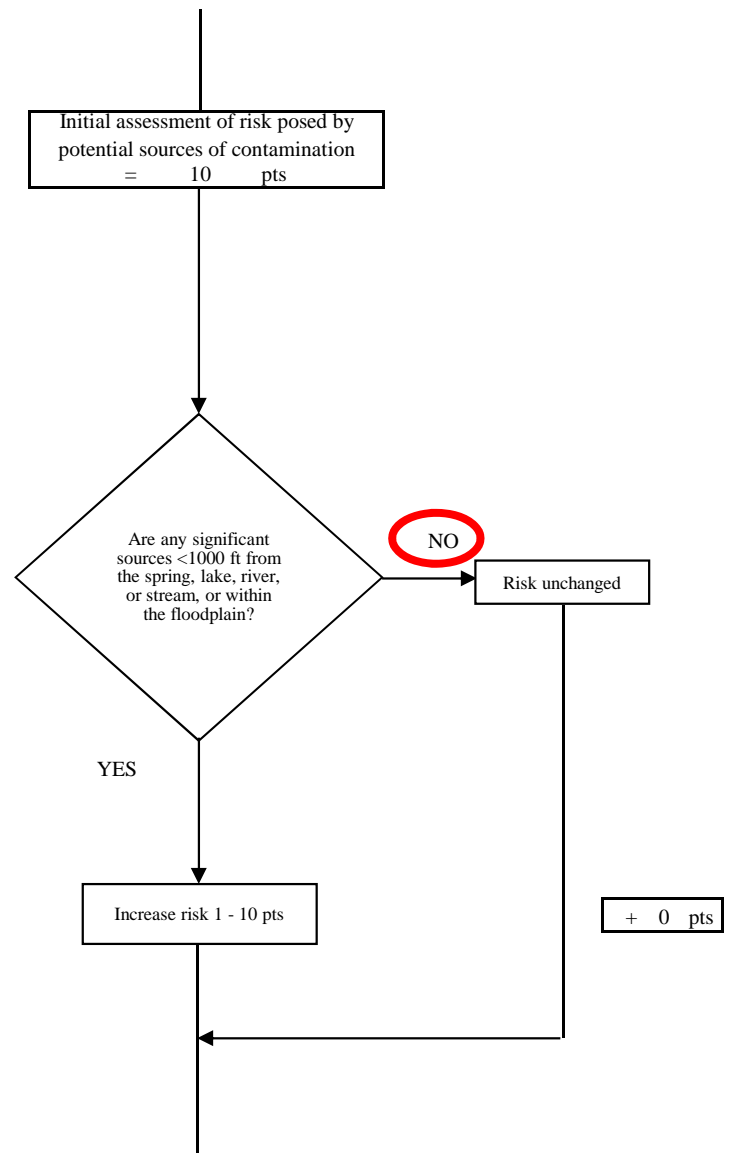 Initial assessment of risk posed by
potential sources of contamination
= 10 pts
Are any significant
sources <1000 ft from
the spring, lake, river,
or stream, or within
the floodplain?
NO
Risk unchanged
YES
Increase risk 1 - 10 pts
+ 0 pts